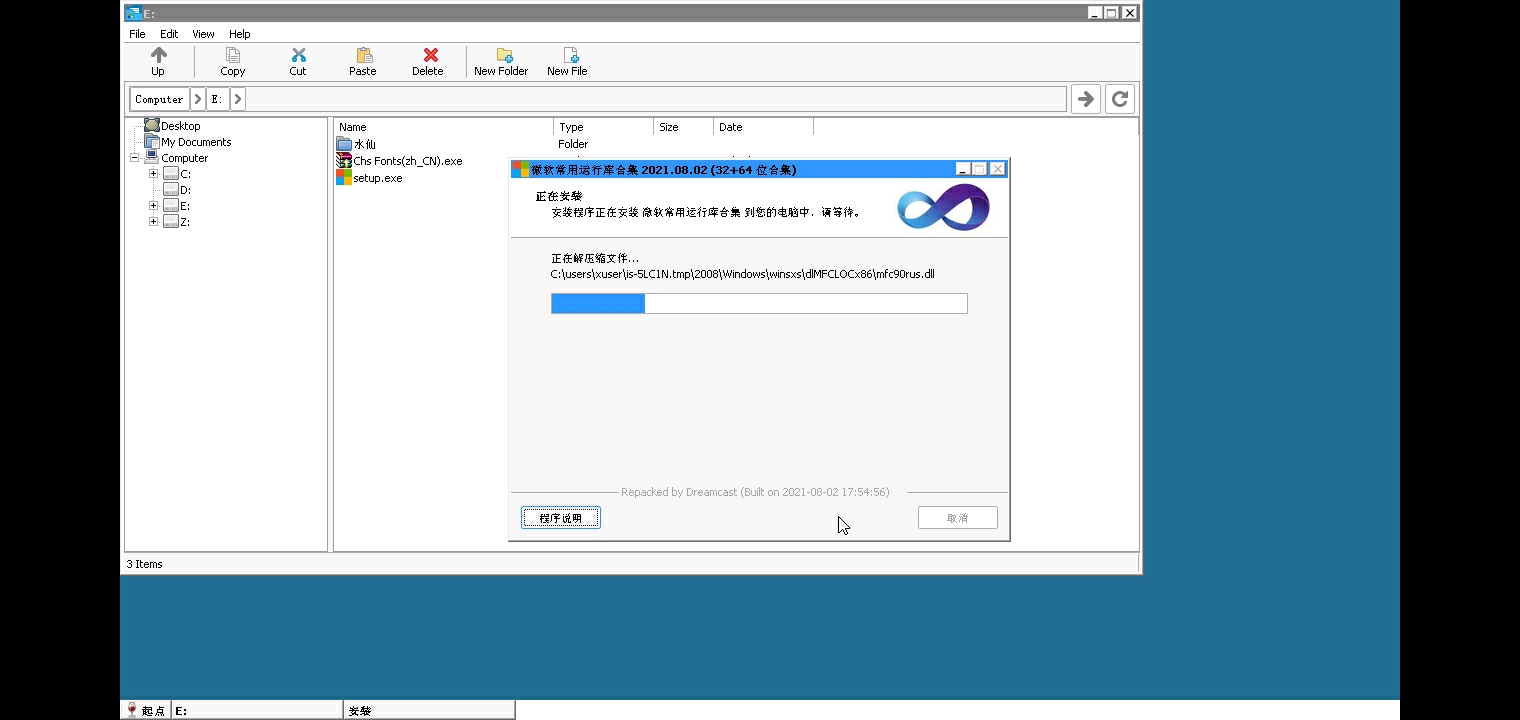 E:
File Edit View Help
Up Copy Cut Paste Delete New Folder New File
Computer E:
Desktop
My Documents
Computer
C:
D:
E:
Z:
Name Type Size Date
水仙 Folder
Chs Fonts(zh_CN).exe
setup.exe
微软常用运行库合集 2021.08.02 (32+64 位合集)
正在安装
安装程序正在安装 微软常用运行库合集 到您的电脑中，请等待。
正在解压缩文件...
C:\users\xuser\is-5LC1N.tmp\2008\Windows\winsxs\dlMFCLOCx86\mfc90rus.dll
Repacked by Dreamcast (Built on 2021-08-02 17:54:56)
程序说明 取消
3 Items
起点 E: 安装